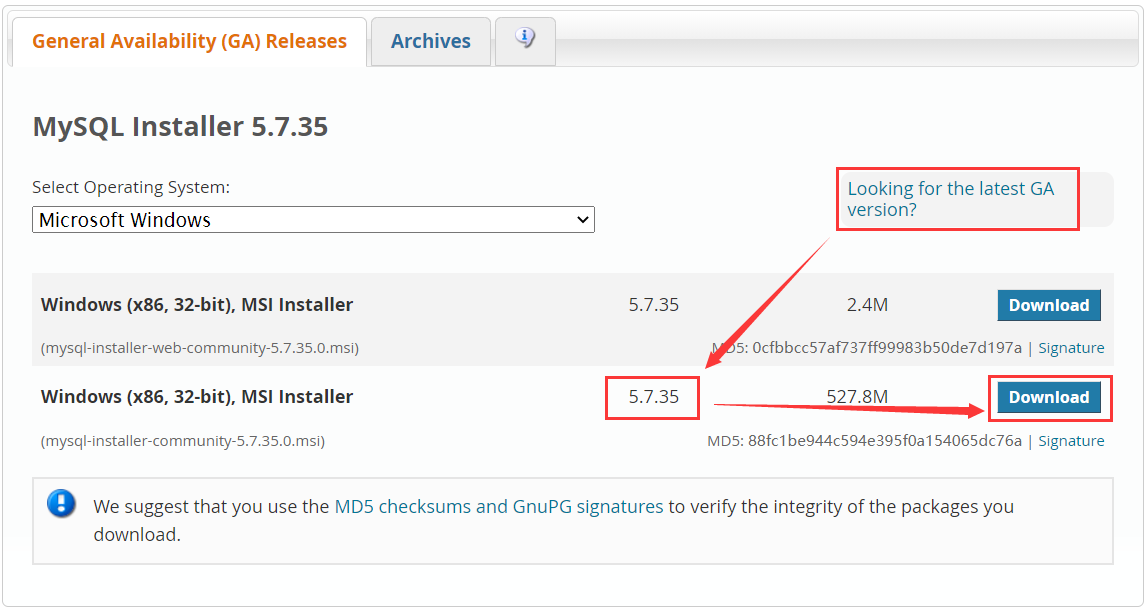 General Availability (GA) Releases
Archives
MySQL Installer 5.7.35
Select Operating System:
Looking for the latest GA
version?
Microsoft Windows
Windows (x86, 32-bit), MSI Installer 5.7.35 2.4M Download
(mysql-installer-web-community-5.7.35.0.msi) MD5: 0cfbbcc57af737ff99983b50de7d197a | Signature
Windows (x86, 32-bit), MSI Installer 5.7.35 527.8M Download
(mysql-installer-community-5.7.35.0.msi) MD5: 88fc1be944c594e395f0a154065dc76a | Signature
We suggest that you use the MD5 checksums and GnuPG signatures to verify the integrity of the packages you
download.